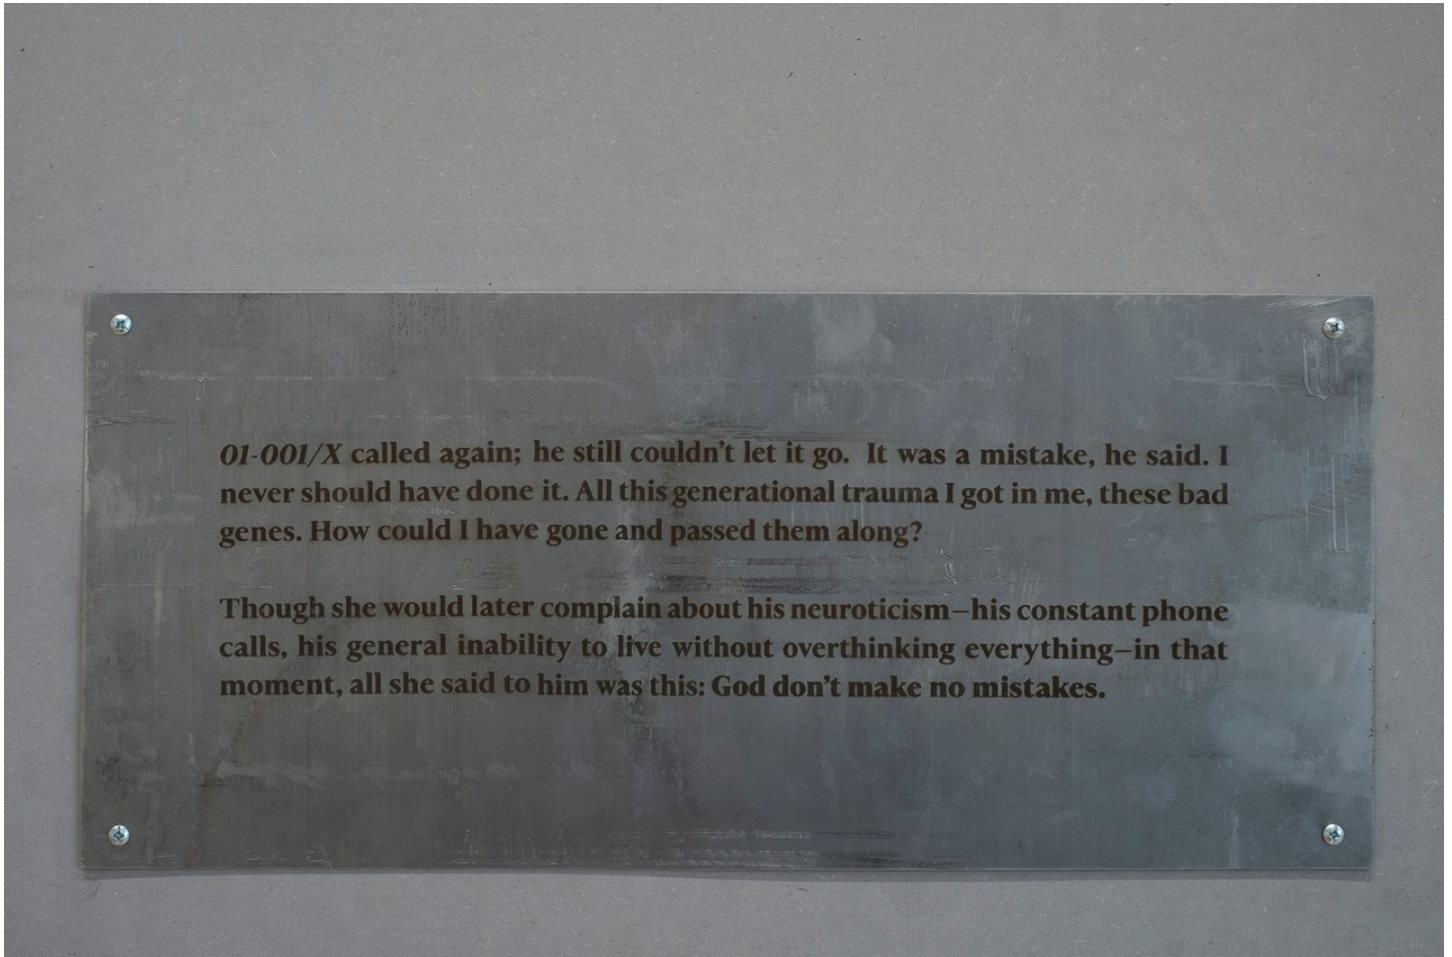 01-001/X called again; he still couldn’t let it go.  It was a mistake, he said. I
never should have done it. All this generational trauma I got in me, these bad
genes. How could I have gone and passed them along?
Though she would later complain about his neuroticism—his constant phone
calls, his general inability to live without overthinking everything—in that
moment, all she said to him was this: God don’t make no mistakes.